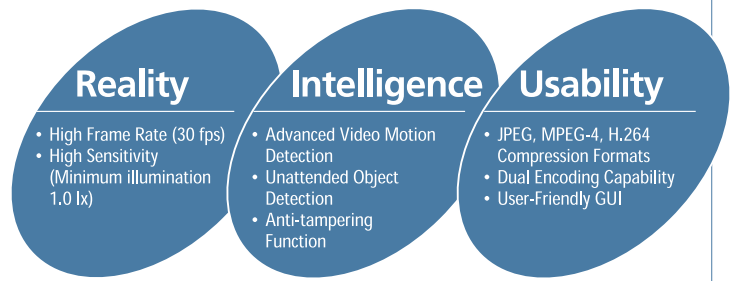 Reality
• High Frame Rate (30 fps)
• High Sensitivity
(Minimum illumination
1.0 lx)
Intelligence
• Advanced Video Motion
Detection
• Unattended Object
Detection
• Anti-tampering
Function
Usability
• JPEG, MPEG-4, H.264
Compression Formats
• Dual Encoding Capability
• User-Friendly GUI